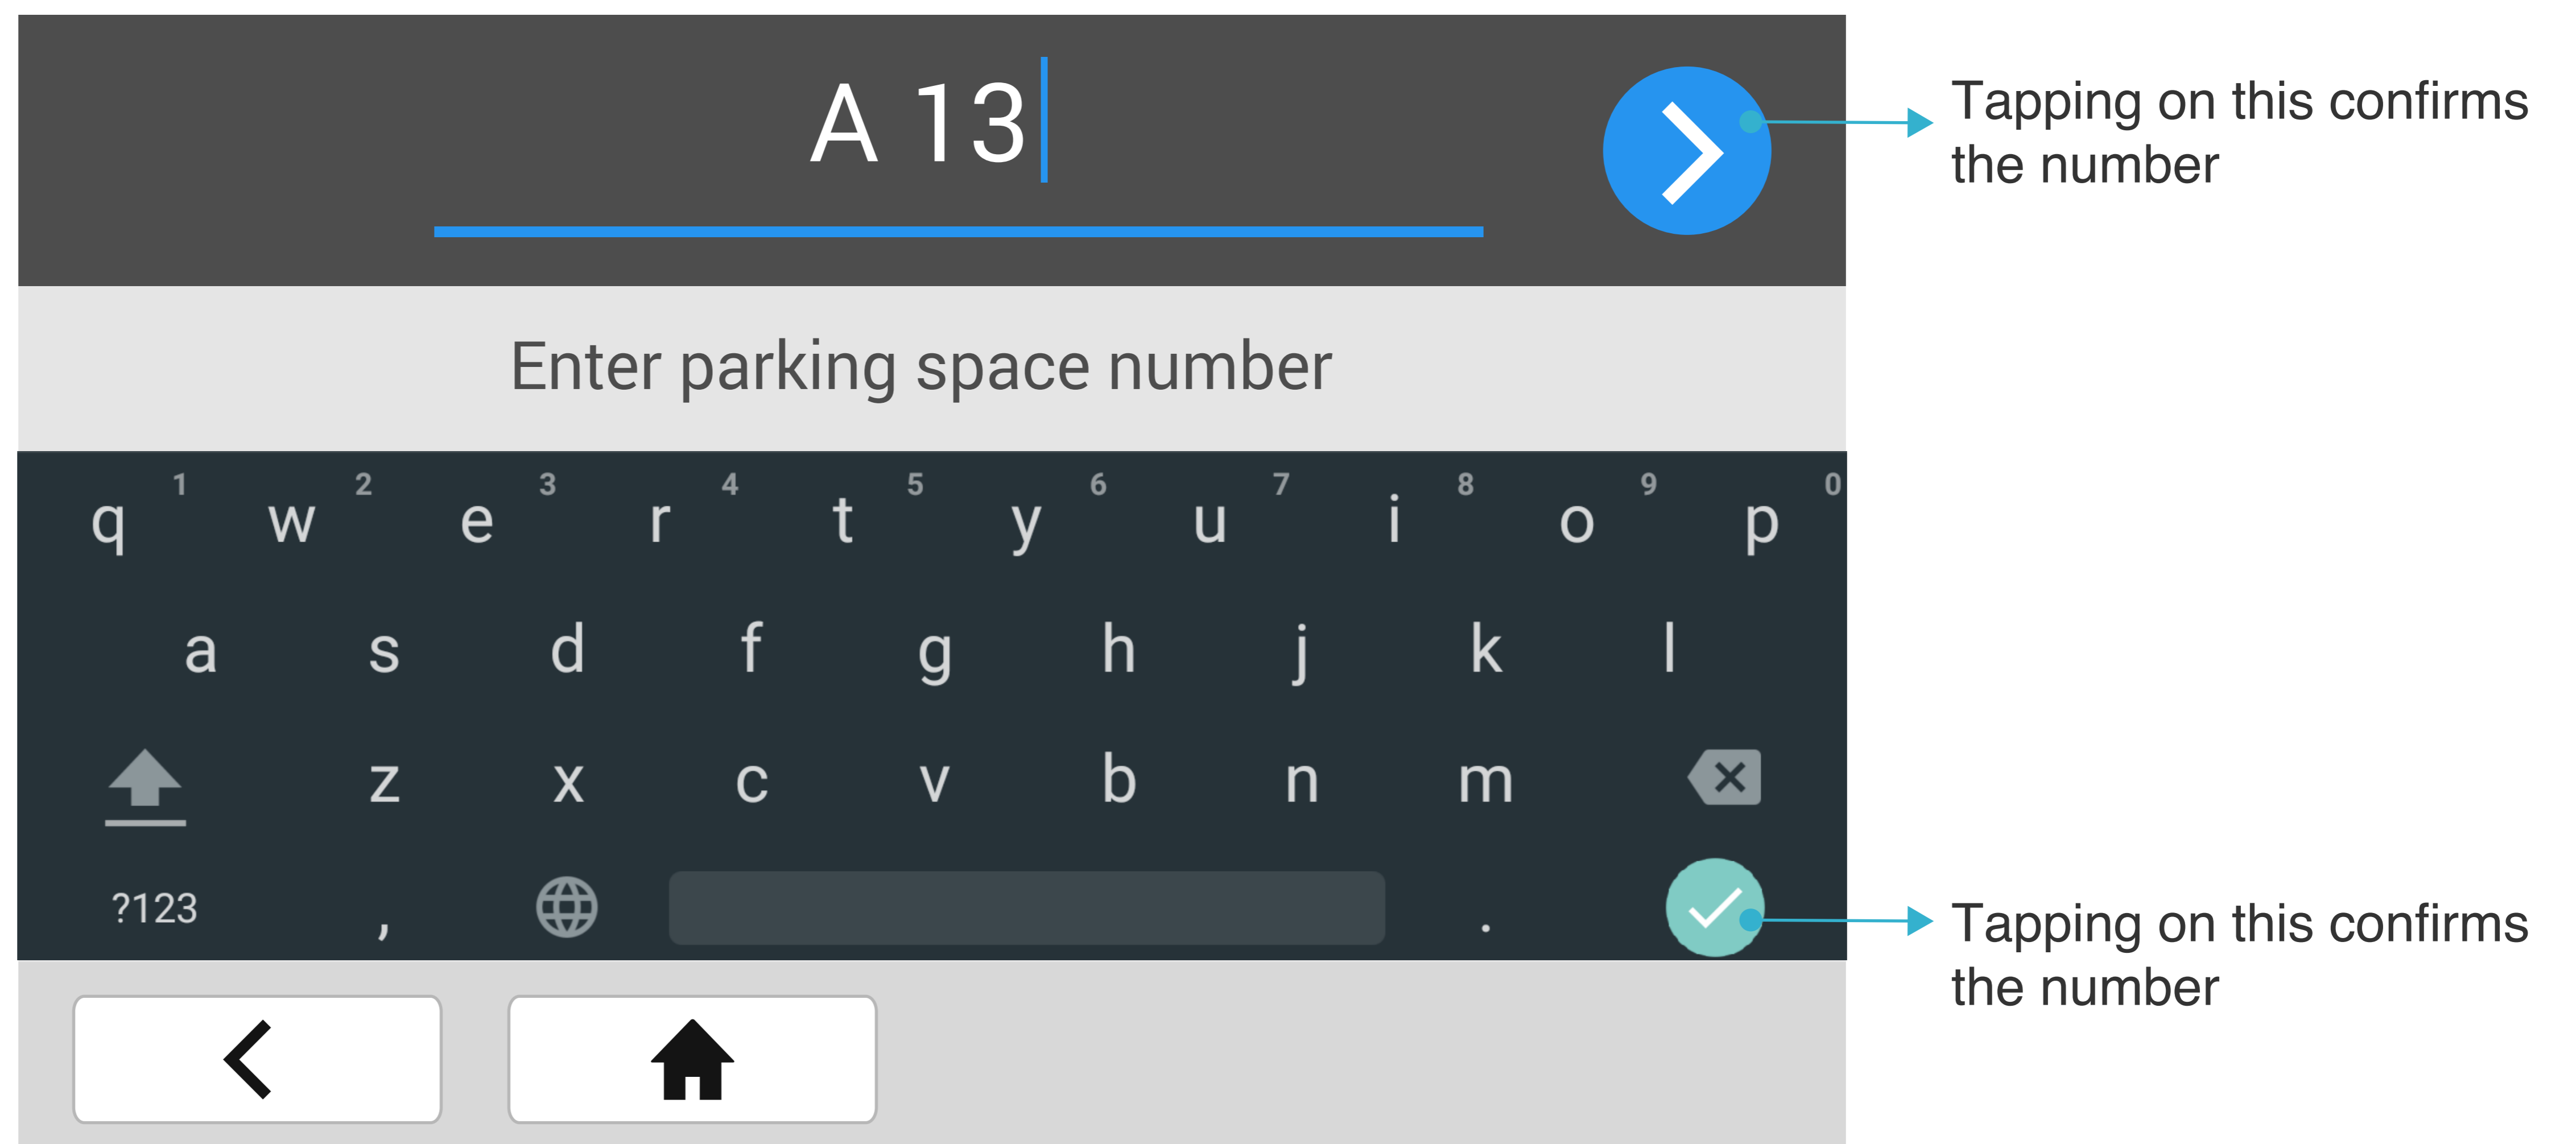 A 13
Tapping on this confirms
the number
Enter parking space number
1 2 3 4 5 6 7 8 9 0
q w e r t y u i o p
a s d f g h j k l
z x c v b n m
?123 , .
Tapping on this confirms
the number